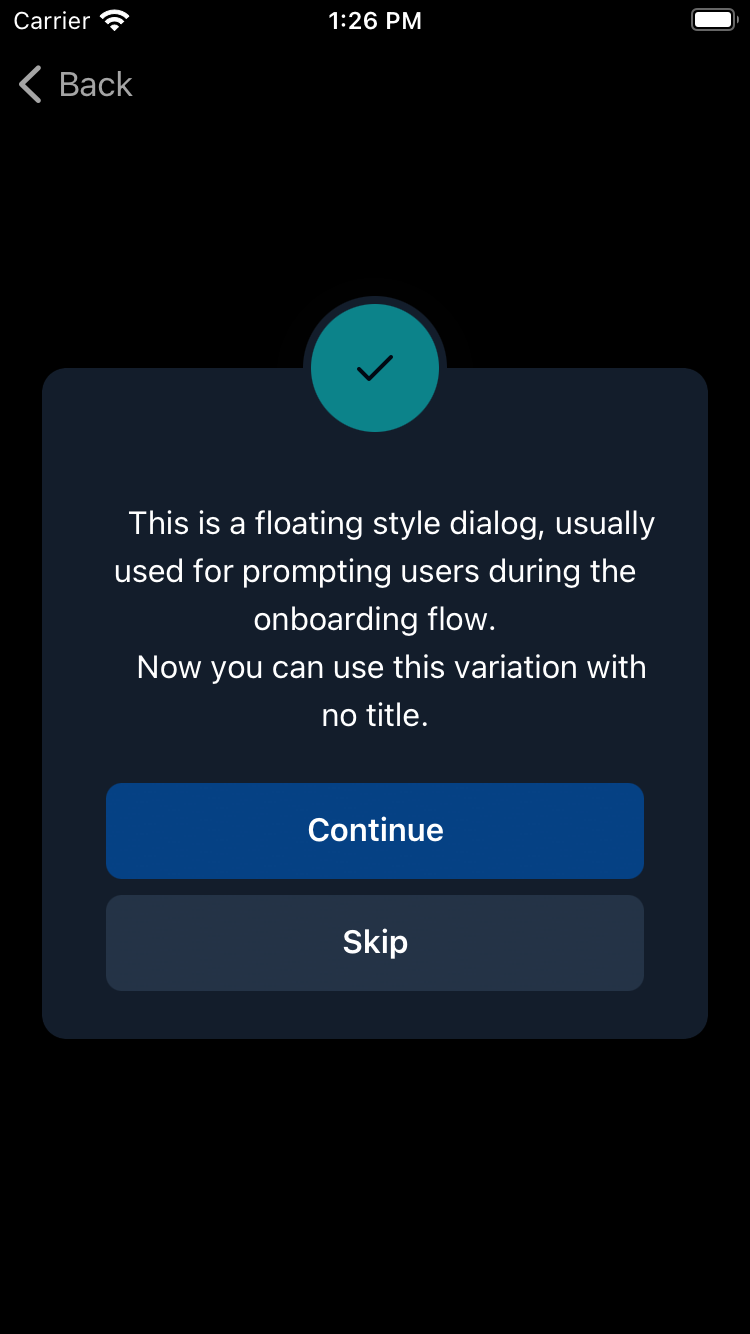 Carrier
1:26 PM
Back
This is a floating style dialog, usually
used for prompting users during the
onboarding flow.
Now you can use this variation with
no title.
Continue
Skip